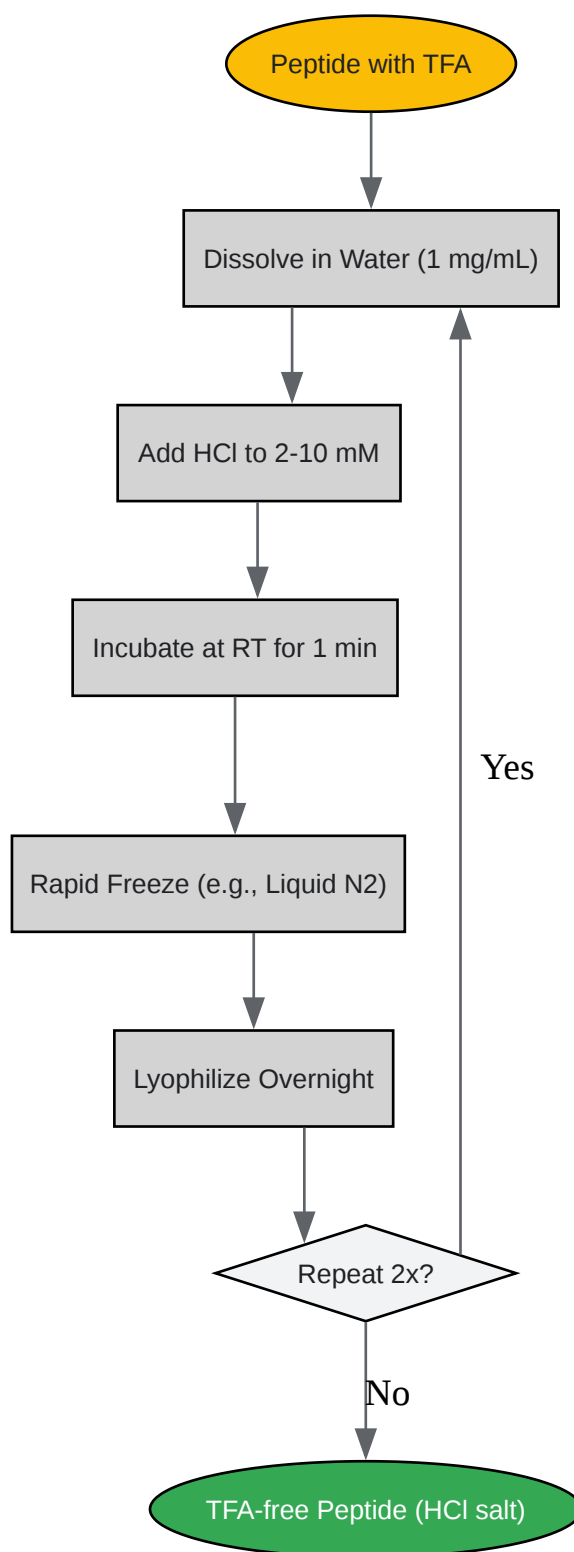 Peptide with TFA
Dissolve in Water (1 mg/mL)
Add HCl to 2-10 mM
Incubate at RT for 1 min
Yes
Rapid Freeze (e.g., Liquid N2)
Lyophilize Overnight
Repeat 2x?
No
TFA-free Peptide (HCl salt)